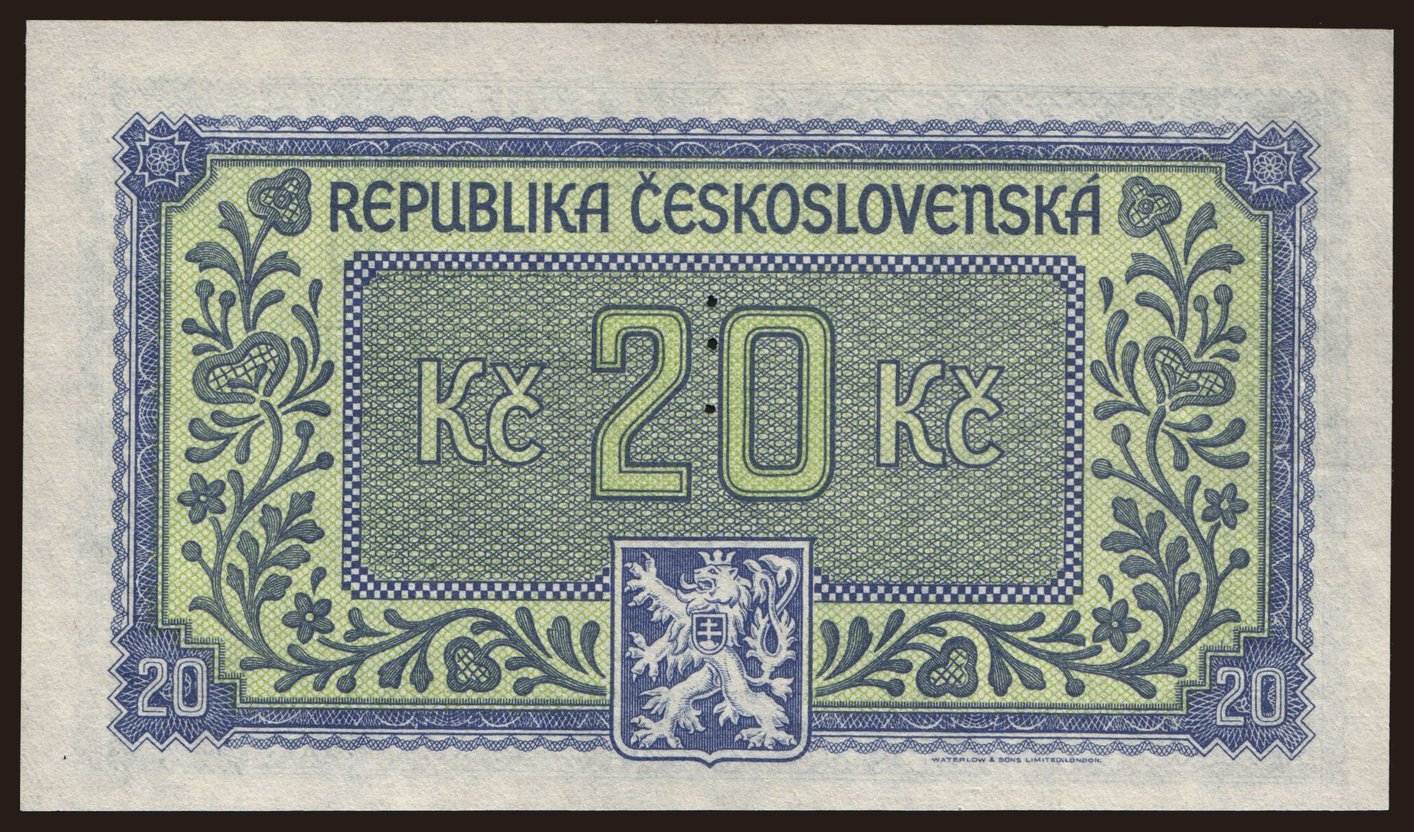 REPUBLIKA ČESKOSLOVENSKÁ
Kč 20 Kč
20 20
WATERLOW & SONS LIMITED, LONDON.